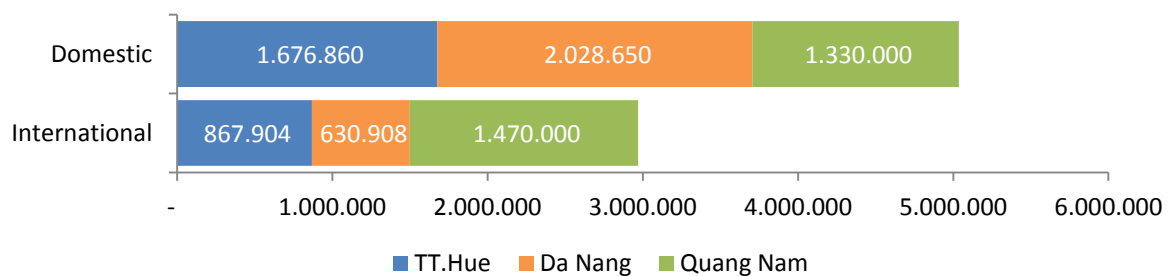 Domestic
1.676.860 2.028.650 1.330.000
International
867.904 630.908 1.470.000
- 1.000.000 2.000.000 3.000.000 4.000.000 5.000.000 6.000.000
TT.Hue Da Nang Quang Nam